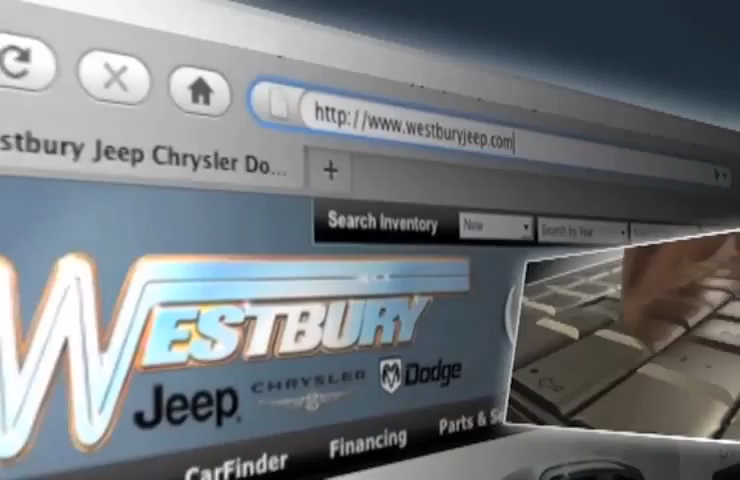 http://www.westburyjeep.com
stbury Jeep Chrysler Do...
Search Inventory New Search by Year
WESTBURY
Jeep CHRYSLER Dodge
CarFinder Financing Parts & Se